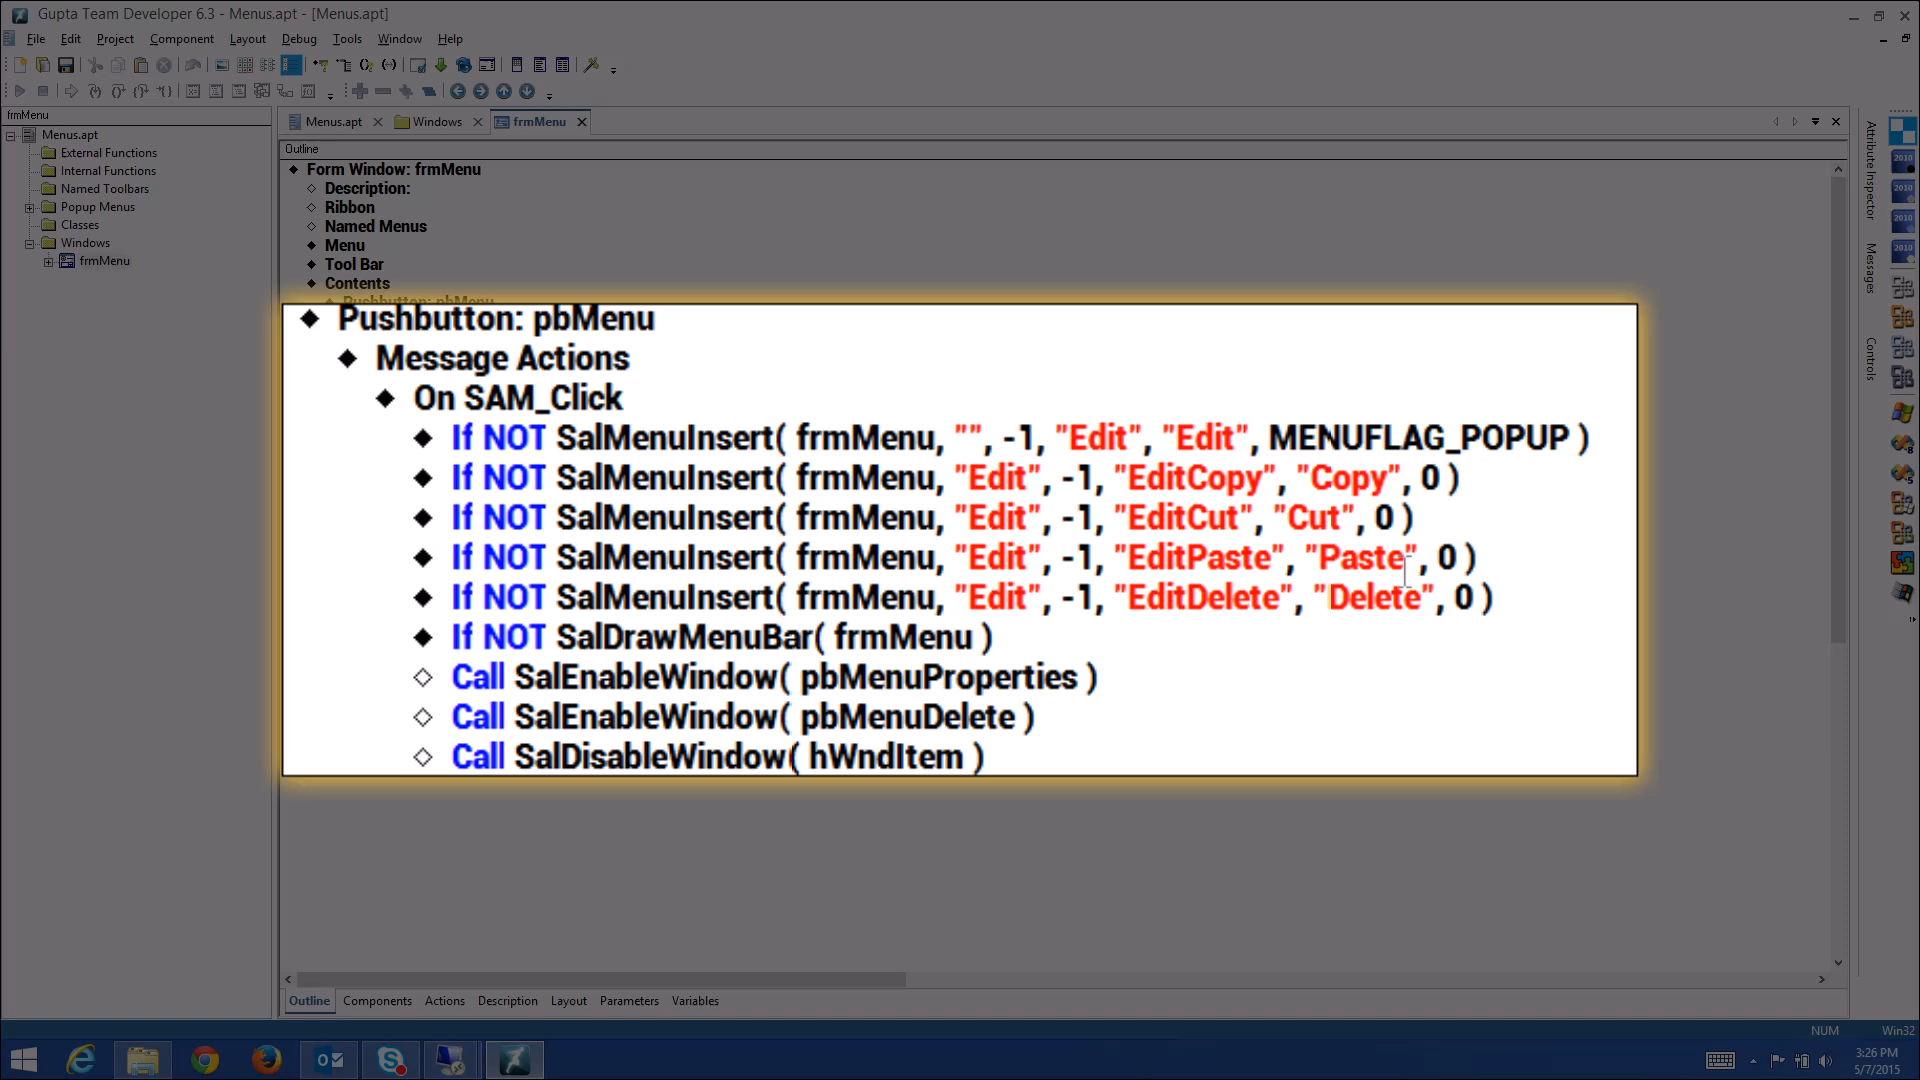 Gupta Team Developer 6.3 - Menus.apt - [Menus.apt]
File Edit Project Component Layout Debug Tools Window Help
frmMenu
Menus.apt
External Functions
Internal Functions
Named Toolbars
Popup Menus
Classes
Windows
frmMenu
Menus.apt Windows frmMenu
Outline
Form Window: frmMenu
Description:
Ribbon
Named Menus
Menu
Tool Bar
Contents
Pushbutton: pbMenu
Pushbutton: pbMenu
Message Actions
On SAM_Click
If NOT SalMenuInsert( frmMenu, "", -1, "Edit", "Edit", MENUFLAG_POPUP )
If NOT SalMenuInsert( frmMenu, "Edit", -1, "EditCopy", "Copy", 0 )
If NOT SalMenuInsert( frmMenu, "Edit", -1, "EditCut", "Cut", 0 )
If NOT SalMenuInsert( frmMenu, "Edit", -1, "EditPaste", "Paste", 0 )
If NOT SalMenuInsert( frmMenu, "Edit", -1, "EditDelete", "Delete", 0 )
If NOT SalDrawMenuBar( frmMenu )
Call SalEnableWindow( pbMenuProperties )
Call SalEnableWindow( pbMenuDelete )
Call SalDisableWindow( hWndItem )
Attribute Inspector
Messages
Controls
2010
2010
2010
2010
Outline Components Actions Description Layout Parameters Variables
NUM Win32
3:26 PM
5/7/2015